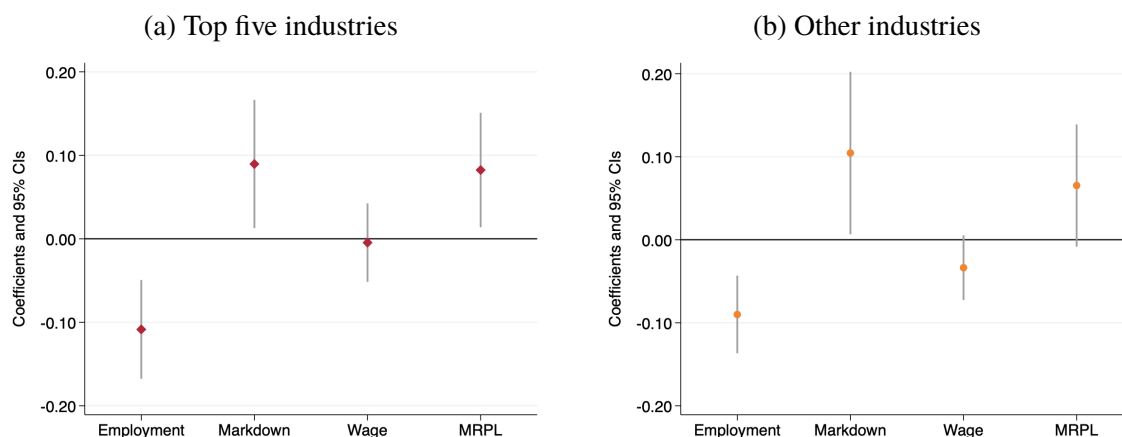 (a) Top five industries
Coefficients and 95% CIs
0.20
0.10
0.00
-0.10
-0.20
Employment Markdown Wage MRPL
(b) Other industries
Coefficients and 95% CIs
0.20
0.10
0.00
-0.10
-0.20
Employment Markdown Wage MRPL